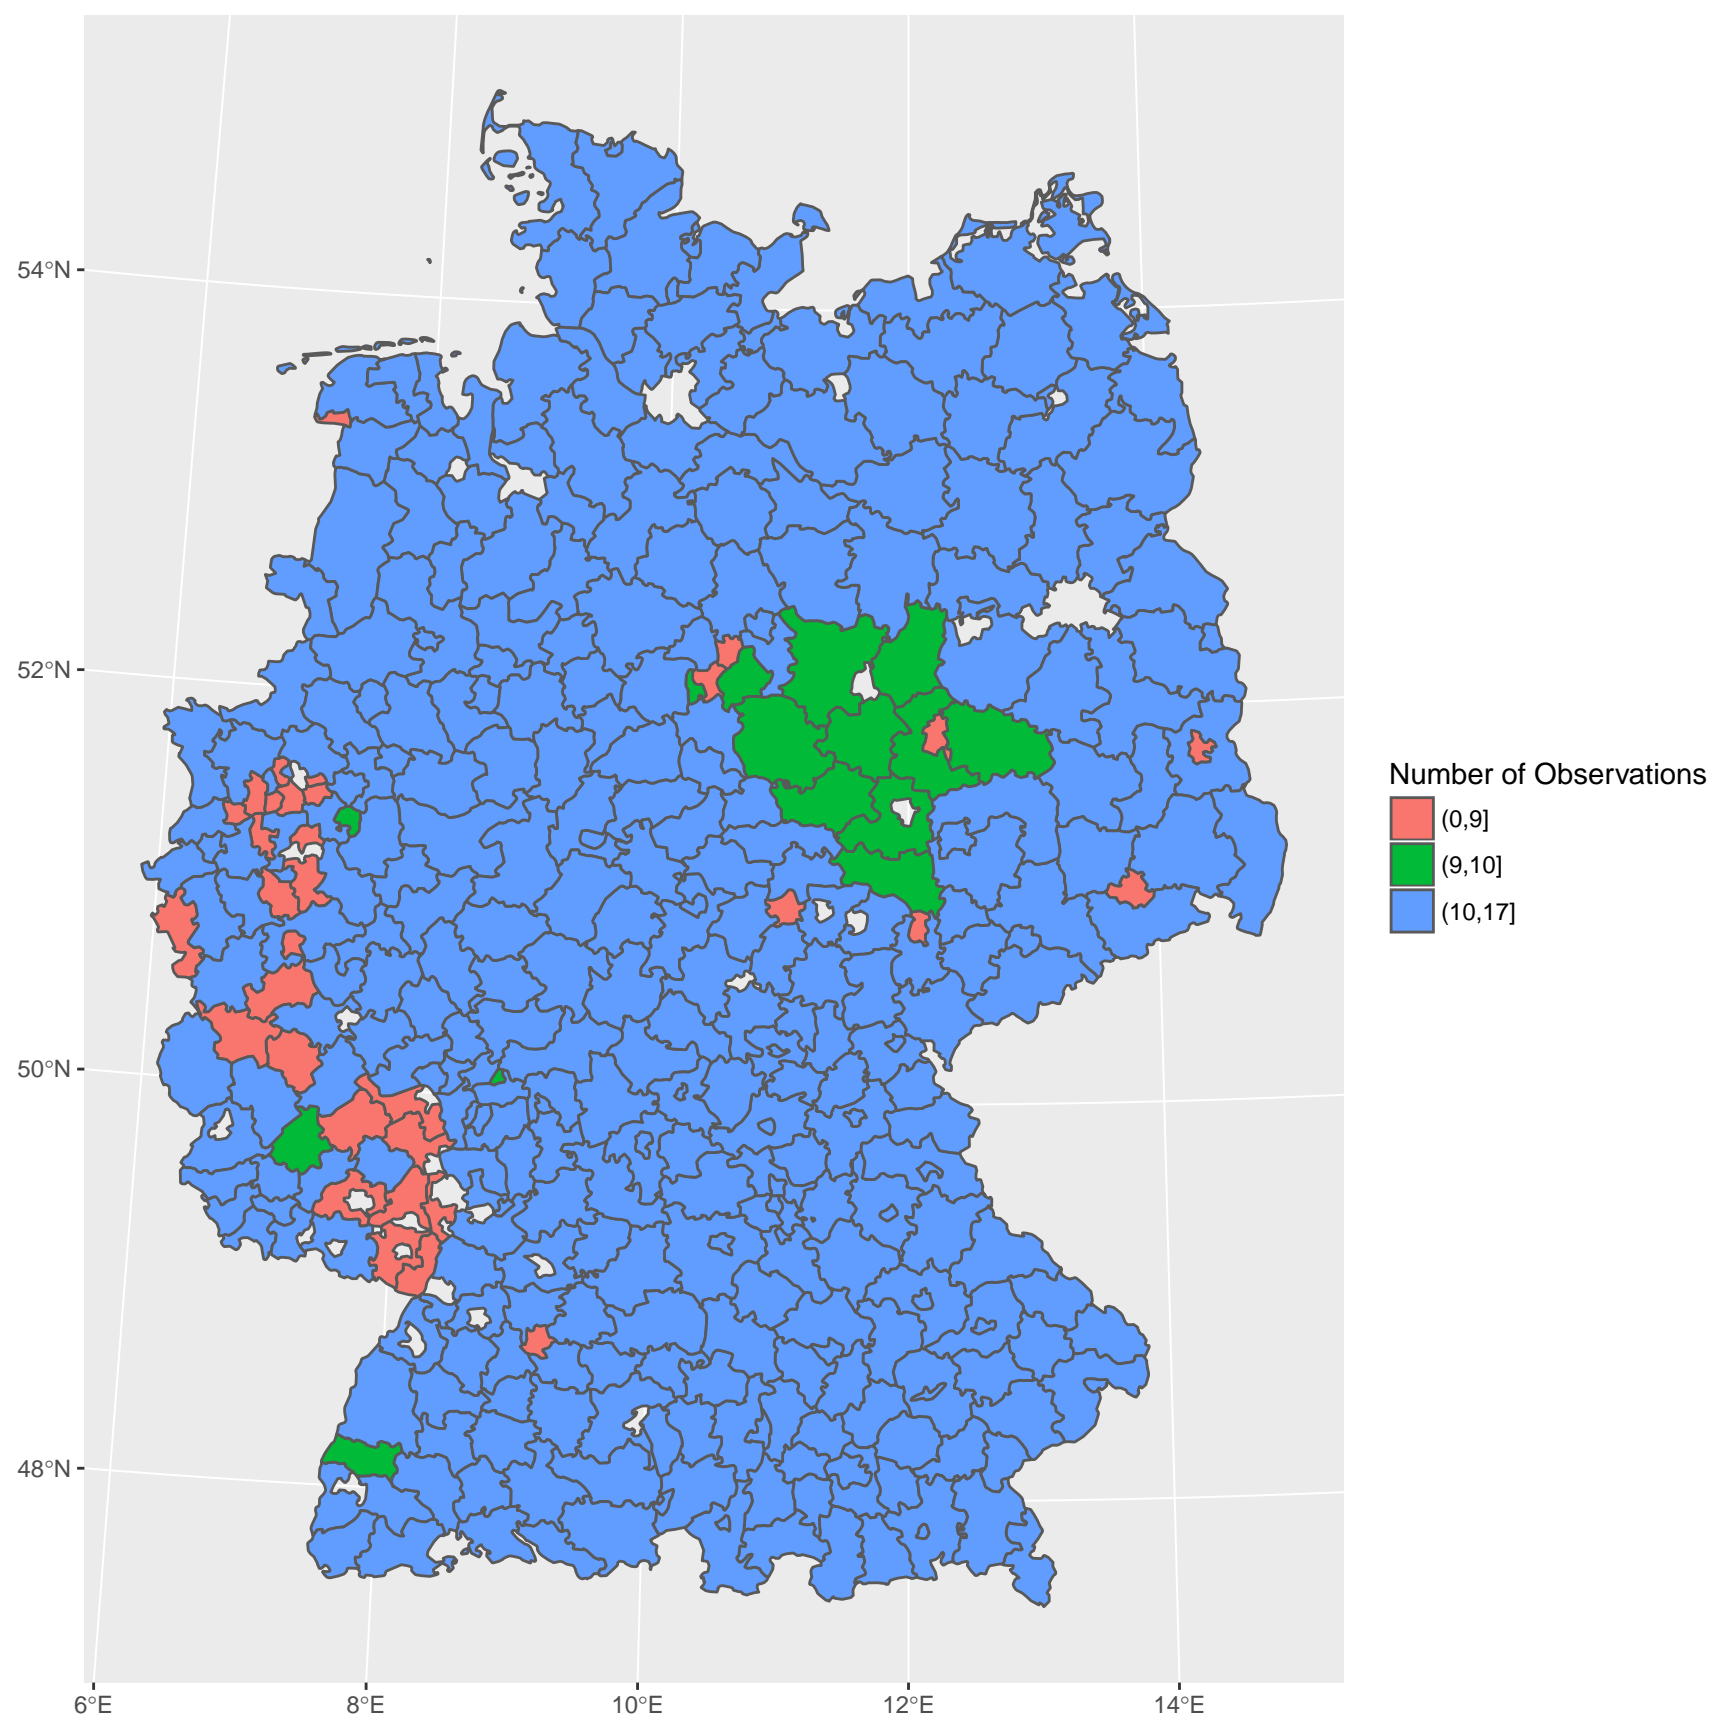 54°N
52°N
50°N
48°N
6°E
8°E
10°E
12°E
14°E
Number of Observations
(0,9]
(9,10]
(10,17]